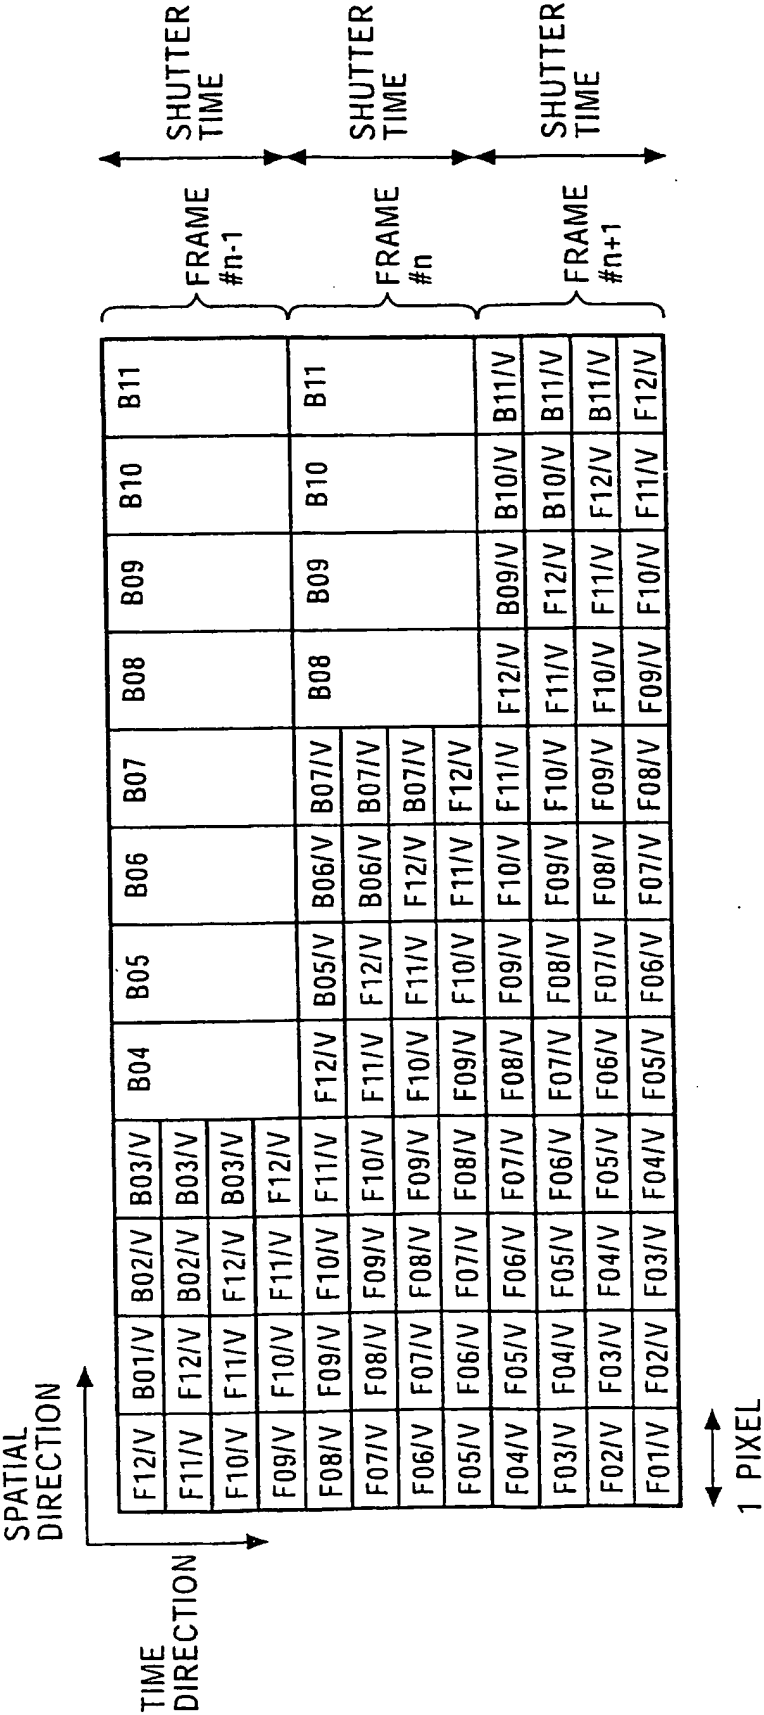 SPATIAL
DIRECTION
TIME
DIRECTION
F12/V B01/V B02/V B03/V B04 B05 B06 B07 B08 B09 B10 B11
F11/V F12/V B02/V B03/V
F10/V F11/V F12/V B03/V
F09/V F10/V F11/V F12/V
FRAME
#n-1
SHUTTER
TIME
F08/V F09/V F10/V F11/V F12/V B05/V B06/V B07/V B08 B09 B10 B11
F07/V F08/V F09/V F10/V F11/V F12/V B06/V B07/V
F06/V F07/V F08/V F09/V F10/V F11/V F12/V B07/V
F05/V F06/V F07/V F08/V F09/V F10/V F11/V F12/V
FRAME
#n
SHUTTER
TIME
F04/V F05/V F06/V F07/V F08/V F09/V F10/V F11/V F12/V B09/V B10/V B11/V
F03/V F04/V F05/V F06/V F07/V F08/V F09/V F10/V F11/V F12/V B10/V B11/V
F02/V F03/V F04/V F05/V F06/V F07/V F08/V F09/V F10/V F11/V F12/V B11/V
F01/V F02/V F03/V F04/V F05/V F06/V F07/V F08/V F09/V F10/V F11/V F12/V
FRAME
#n+1
SHUTTER
TIME
1 PIXEL